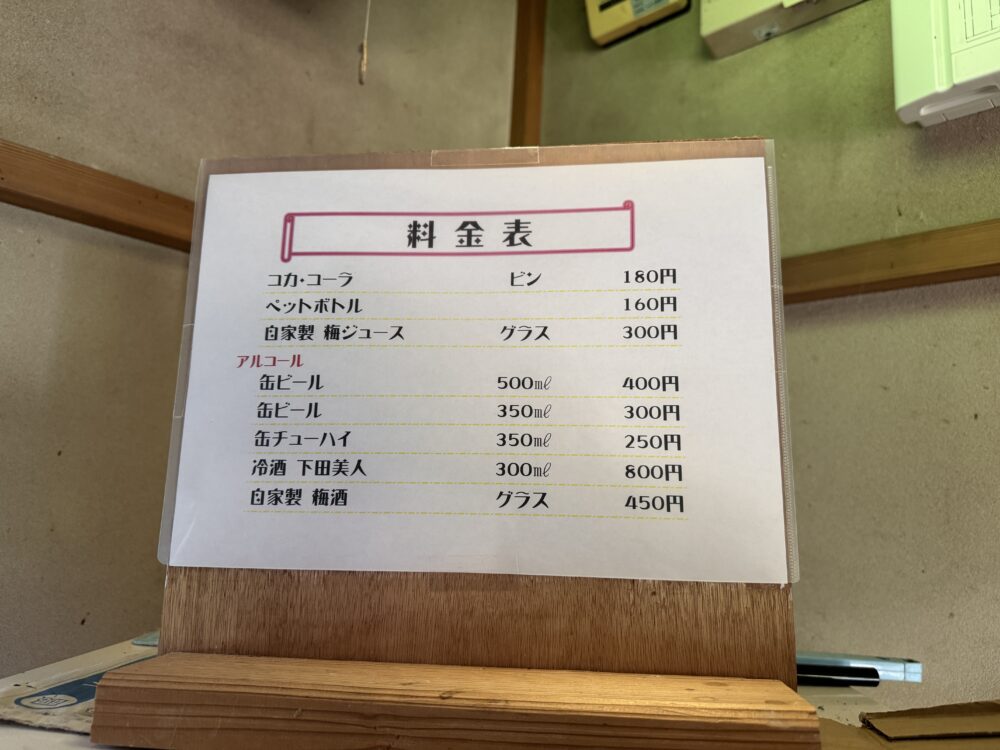 料金表
コカ・コーラ ビン 180円
ペットボトル 160円
自家製 梅ジュース グラス 300円
アルコール
缶ビール 500㎖ 400円
缶ビール 350㎖ 300円
缶チューハイ 350㎖ 250円
冷酒 下田美人 300㎖ 800円
自家製 梅酒 グラス 450円